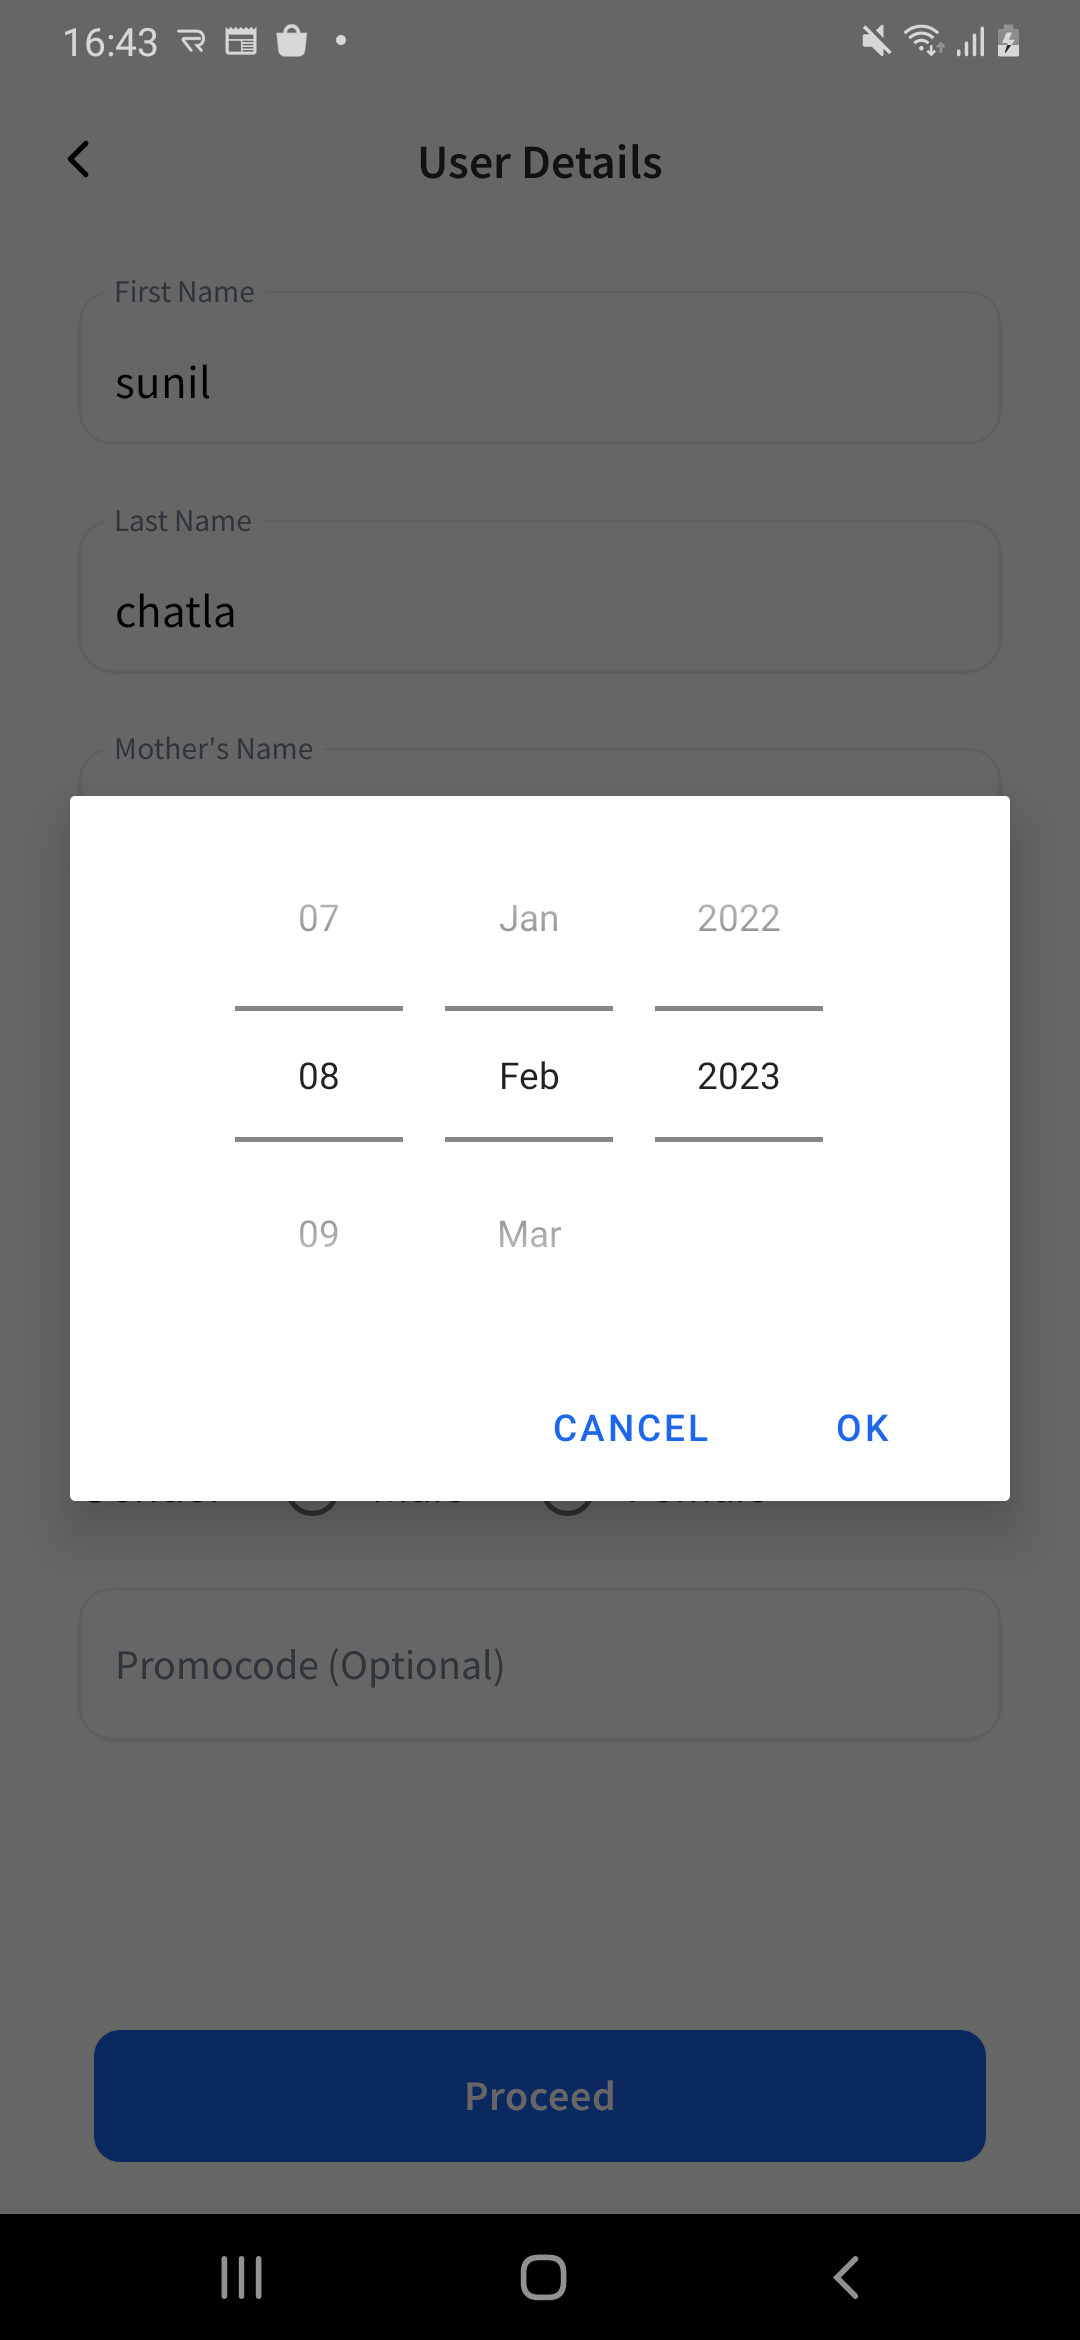 16:43
User Details
First Name
sunil
Last Name
chatla
Mother's Name
07 Jan 2022
08 Feb 2023
09 Mar
CANCEL OK
Promocode (Optional)
Proceed